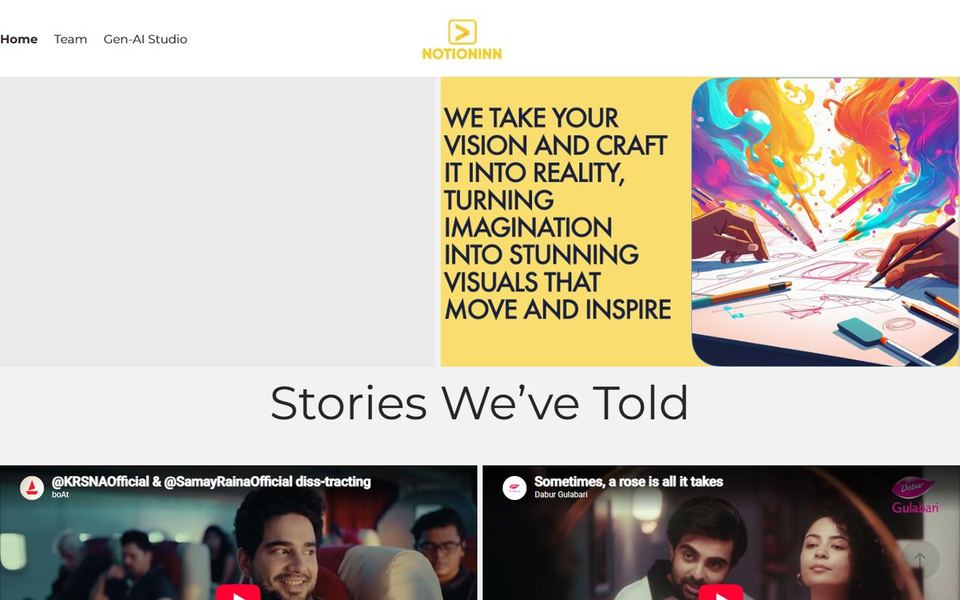 Home
Team
Gen-AI Studio
NOTIONINN
WE TAKE YOUR
VISION AND CRAFT
IT INTO REALITY,
TURNING
IMAGINATION
INTO STUNNING
VISUALS THAT
MOVE AND INSPIRE
Stories We’ve Told
@KRSNAOfficial & @SamayRainaOfficial diss-tracting
boAt
Sometimes, a rose is all it takes
Dabur Gulabari
Dabur
Gulabari